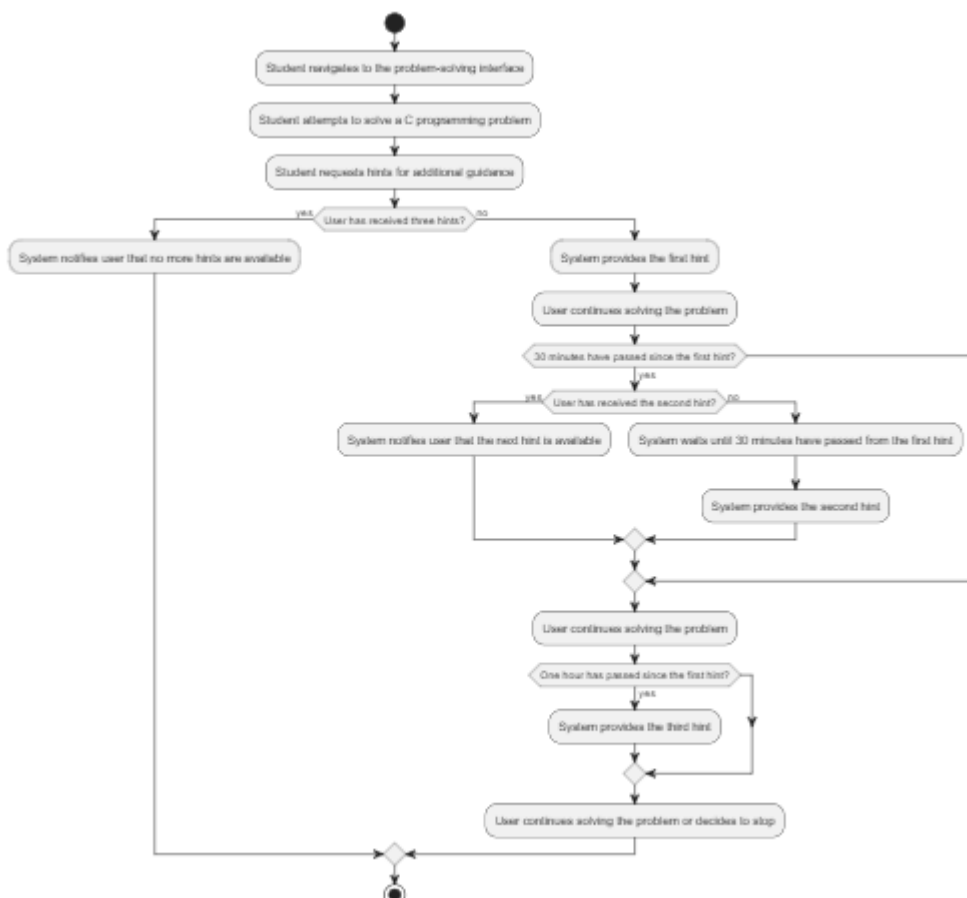 Student navigates to the problem-solving interface
Student attempts to solve a C programming problem
Student requests hints for additional guidance
yes
User has received three hints?
no
System notifies user that no more hints are available
System provides the first hint
User continues solving the problem
30 minutes have passed since the first hint?
yes
yes
User has received the second hint?
no
System notifies user that the next hint is available
System waits until 30 minutes have passed from the first hint
System provides the second hint
User continues solving the problem
One hour has passed since the first hint?
yes
System provides the third hint
User continues solving the problem or decides to stop